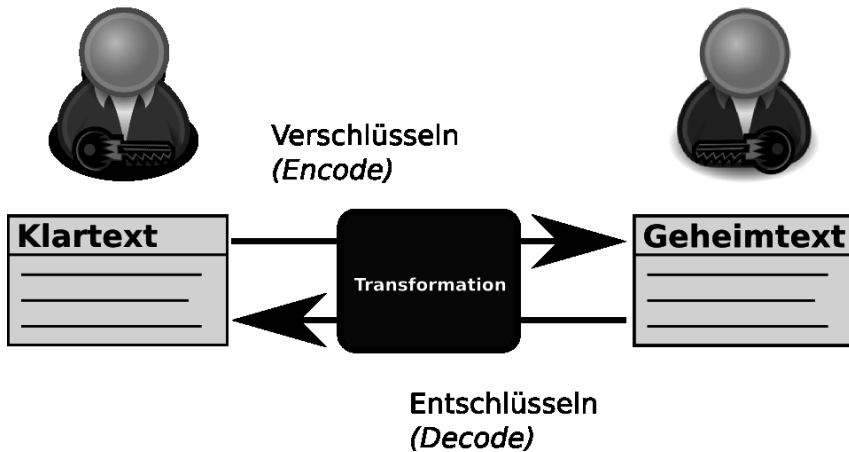 Verschlüsseln
(Encode)
Klartext
Transformation
Geheimtext
Entschlüsseln
(Decode)